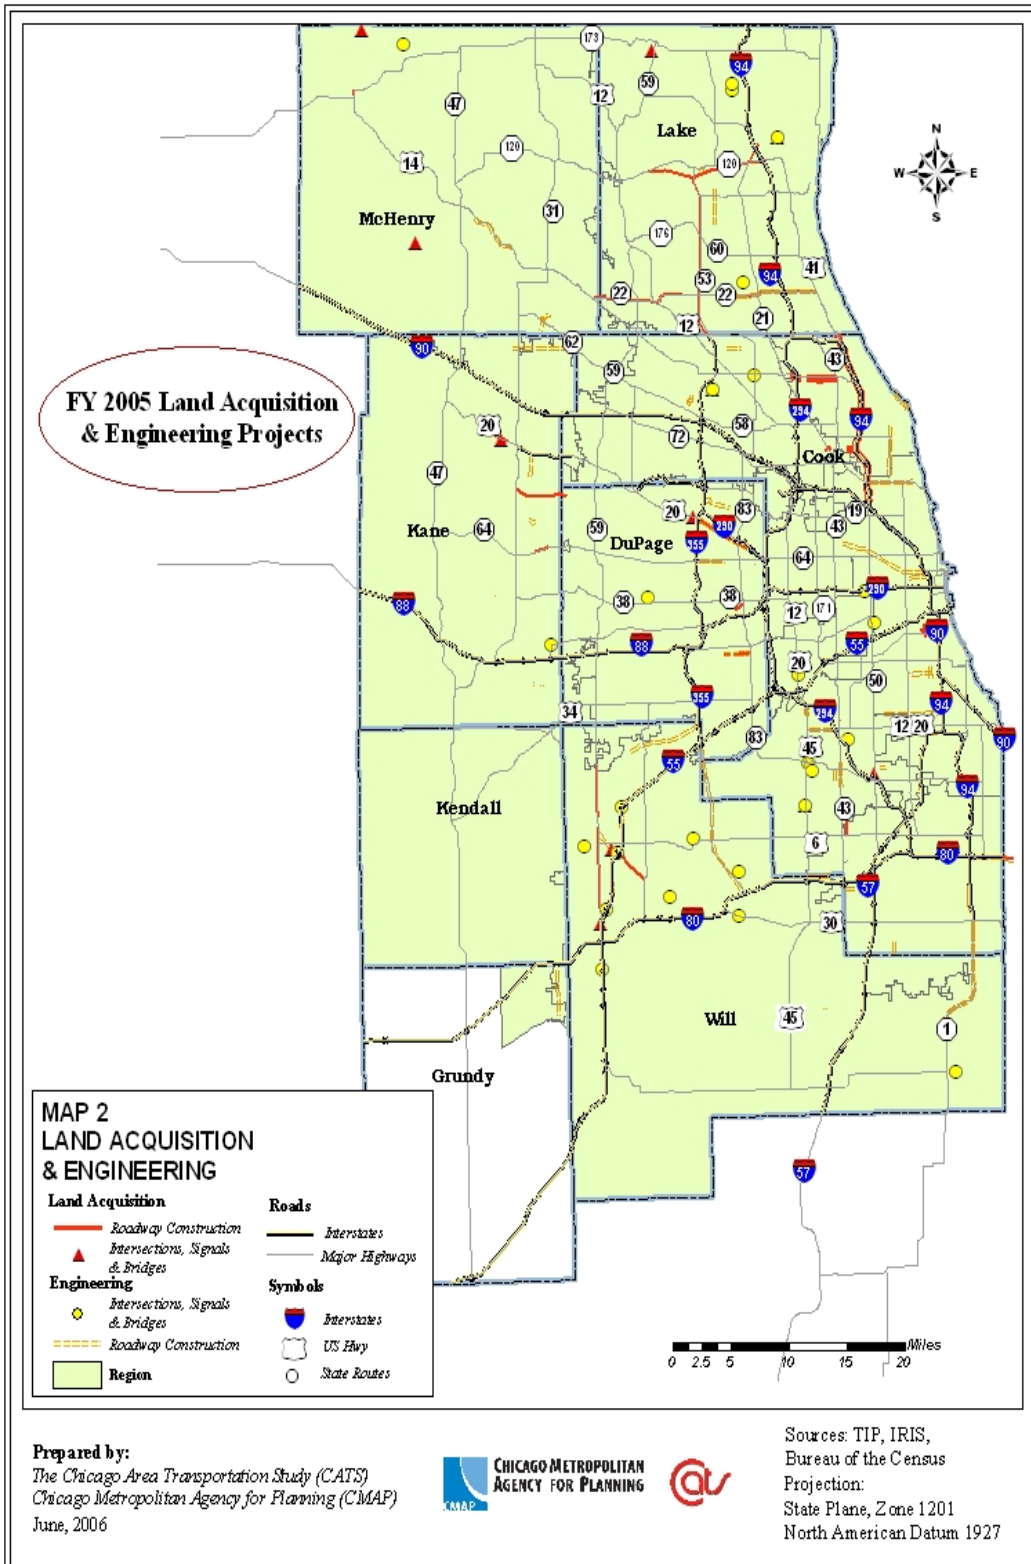 173
94
59
47
12
Lake
120
120
14
31
McHenry
176
60
41
53
94
22
22
21
12
N
W
E
S
62
90
43
59
FY 2005 Land Acquisition
& Engineering Projects
20
294
94
58
72
Cook
47
20
83
19
Kane
64
59
DuPage
290
43
355
64
88
38
38
290
12
171
90
88
55
20
50
34
355
294
94
12
20
83
45
90
55
94
Kendall
43
6
80
57
80
30
Will
45
1
Grundy
57
MAP 2
LAND ACQUISITION
& ENGINEERING
Land Acquisition
Roadway Construction
Intersections, Signals
& Bridges
Engineering
Intersections, Signals
& Bridges
Roadway Construction
Region
Roads
Interstates
Major Highways
Symbols
Interstates
US Hwy
State Routes
Miles
0 2.5 5 10 15 20
Prepared by:
The Chicago Area Transportation Study (CATS)
Chicago Metropolitan Agency for Planning (CMAP)
June, 2006
CMAP
CHICAGO METROPOLITAN
AGENCY FOR PLANNING
cats
Sources: TIP, IRIS,
Bureau of the Census
Projection:
State Plane, Zone 1201
North American Datum 1927